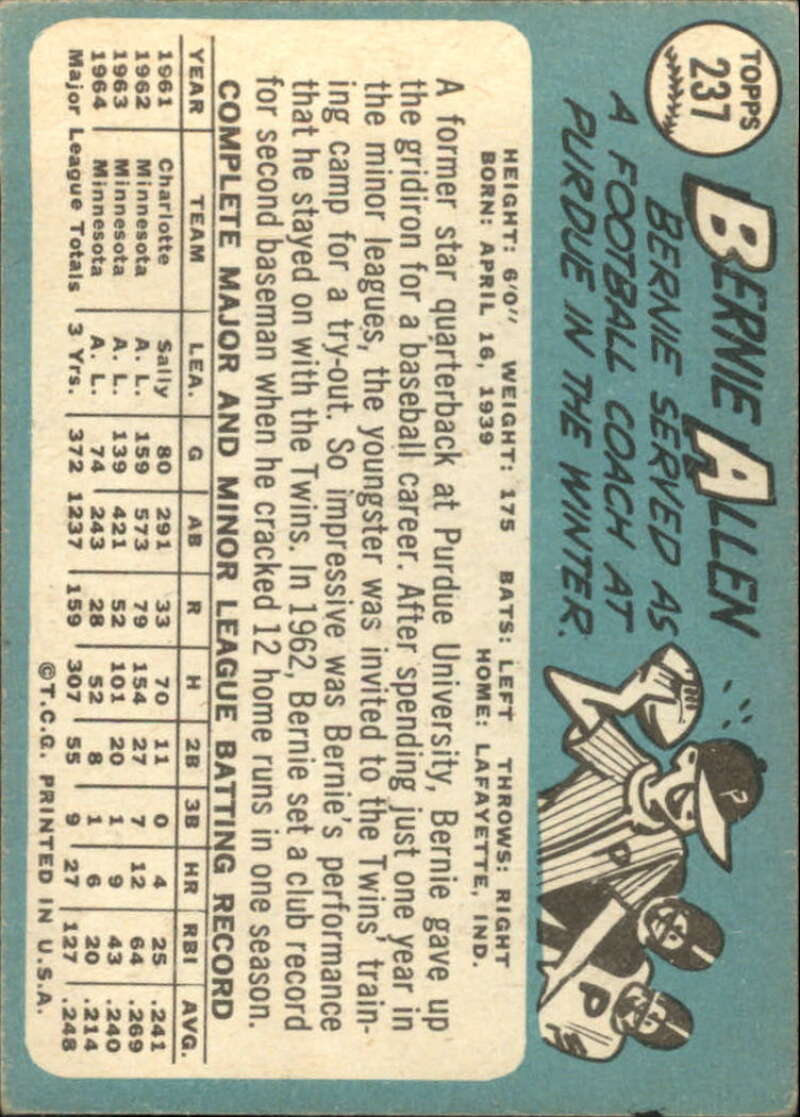 TOPPS
237
BERNIE ALLEN
BERNIE SERVED AS
A FOOTBALL COACH AT
PURDUE IN THE WINTER.
P
P
P
HEIGHT: 6'0" WEIGHT: 175 BATS: LEFT THROWS: RIGHT
BORN: APRIL 16, 1939 HOME: LAFAYETTE, IND.
A former star quarterback at Purdue University, Bernie gave up
the gridiron for a baseball career. After spending just one year in
the minor leagues, the youngster was invited to the Twins' train-
ing camp for a try-out. So impressive was Bernie's performance
that he stayed on with the Twins. In 1962, Bernie set a club record
for second baseman when he cracked 12 home runs in one season.
COMPLETE MAJOR AND MINOR LEAGUE BATTING RECORD
YEAR TEAM LEA. G AB R H 2B 3B HR RBI AVG.
1961 Charlotte Sally 80 291 33 70 11 0 4 25 .241
1962 Minnesota A. L. 159 573 79 154 27 7 12 64 .269
1963 Minnesota A. L. 139 421 52 101 20 1 9 43 .240
1964 Minnesota A. L. 74 243 28 52 8 1 6 20 .214
Major League Totals 3 Yrs. 372 1237 159 307 55 9 27 127 .248
©T.C.G. PRINTED IN U.S.A.